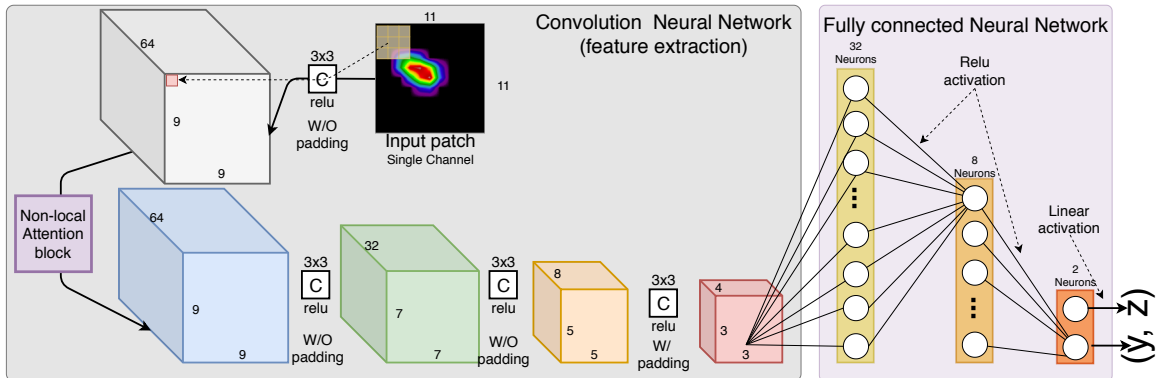 Convolution Neural Network
(feature extraction)
Fully connected Neural Network
64
9
9
3x3
C
relu
W/O
padding
11
11
Input patch
Single Channel
Non-local
Attention
block
64
9
9
3x3
C
relu
W/O
padding
32
7
7
3x3
C
relu
W/O
padding
8
5
5
3x3
C
relu
W/
padding
4
3
3
32
Neurons
Relu
activation
8
Neurons
Linear
activation
2
Neurons
(y, z)